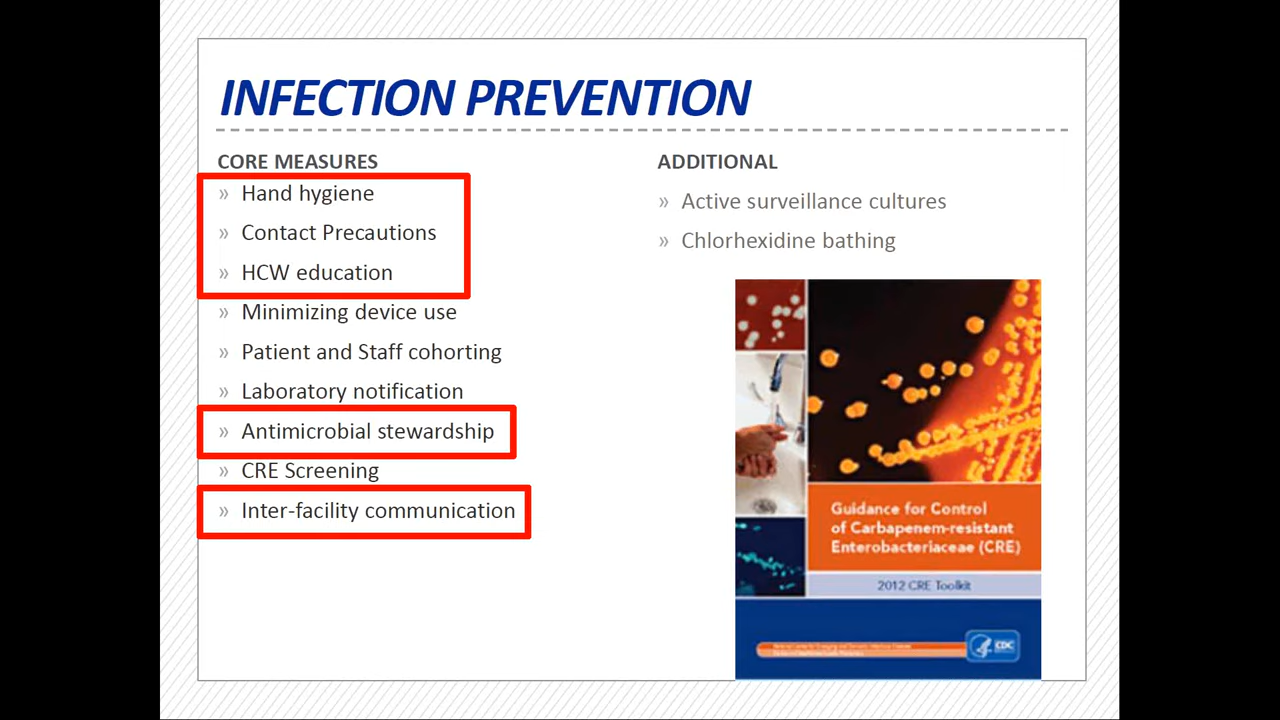 INFECTION PREVENTION
CORE MEASURES
» Hand hygiene
» Contact Precautions
» HCW education
» Minimizing device use
» Patient and Staff cohorting
» Laboratory notification
» Antimicrobial stewardship
» CRE Screening
» Inter-facility communication
ADDITIONAL
» Active surveillance cultures
» Chlorhexidine bathing
Guidance for Control
of Carbapenem-resistant
Enterobacteriaceae (CRE)
2012 CRE Toolkit
CDC